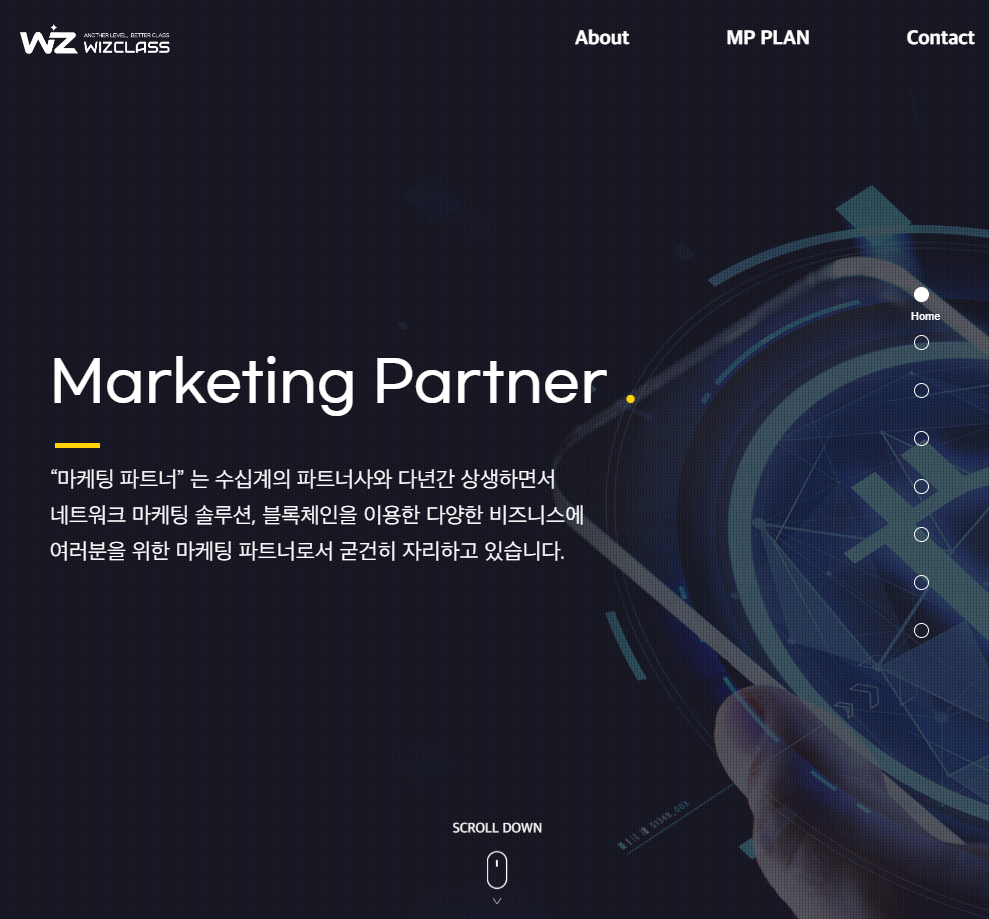 WIZ
ANOTHER LEVEL, BETTER CLASS
WIZCLASS
About
MP PLAN
Contact
Home
Marketing Partner.
“마케팅 파트너” 는 수십계의 파트너사와 다년간 상생하면서
네트워크 마케팅 솔루션, 블록체인을 이용한 다양한 비즈니스에
여러분을 위한 마케팅 파트너로서 굳건히 자리하고 있습니다.
SCROLL DOWN